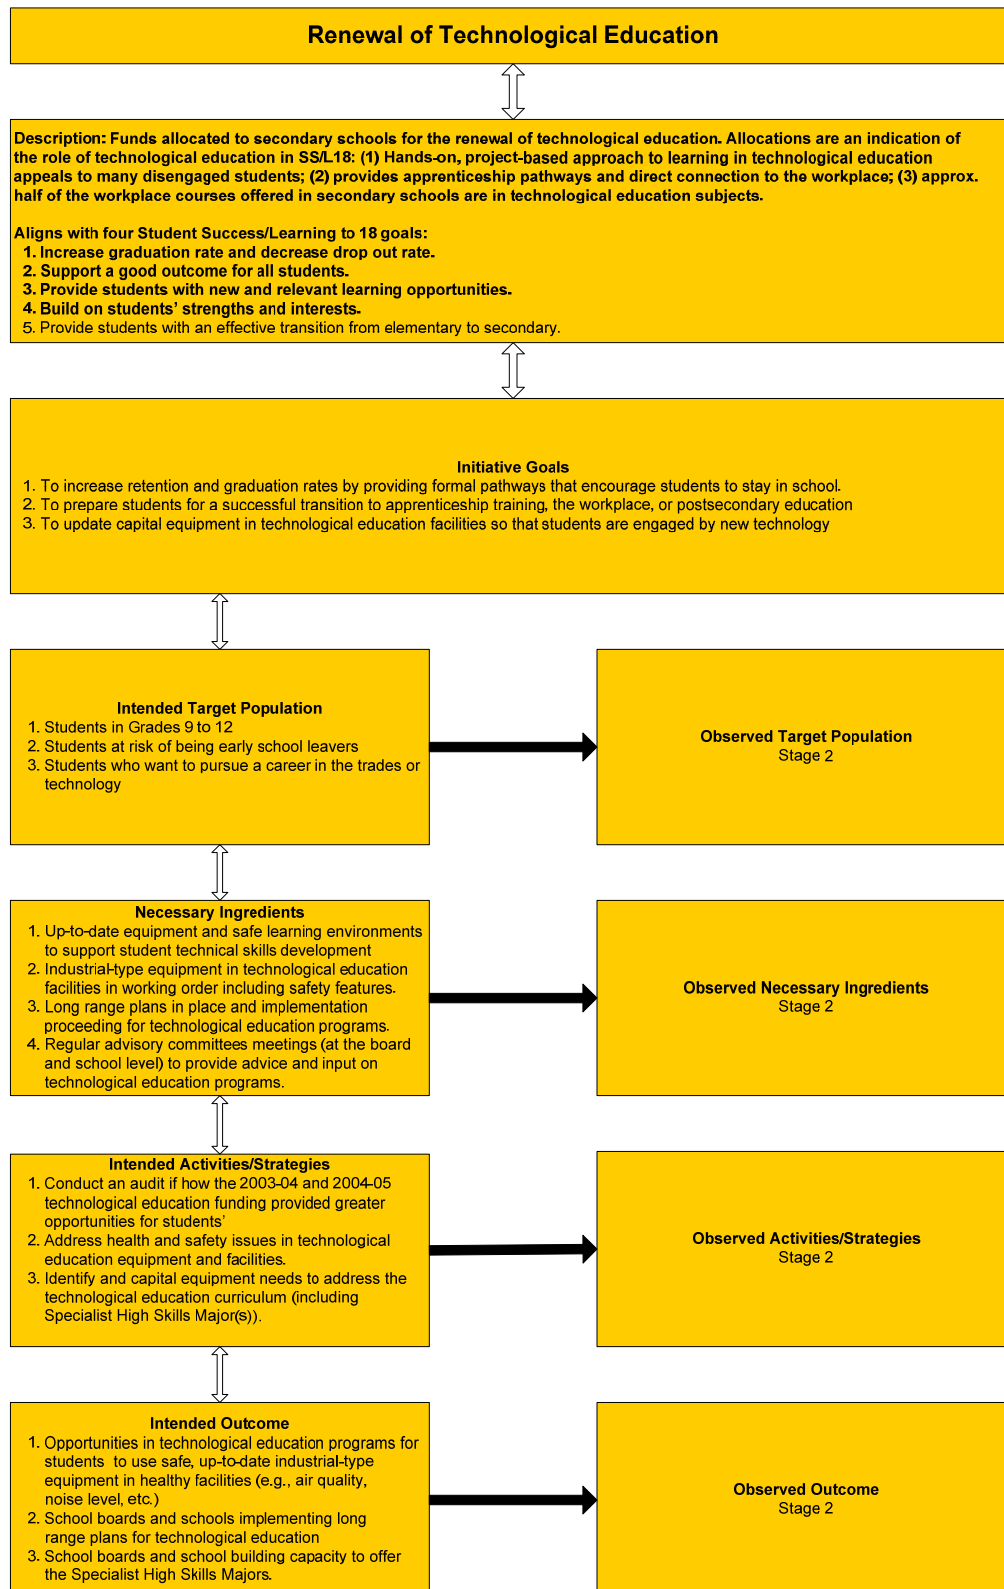 Renewal of Technological Education
Description: Funds allocated to secondary schools for the renewal of technological education. Allocations are an indication of
the role of technological education in SS/L18: (1) Hands-on, project-based approach to learning in technological education
appeals to many disengaged students; (2) provides apprenticeship pathways and direct connection to the workplace; (3) approx.
half of the workplace courses offered in secondary schools are in technological education subjects.
Aligns with four Student Success/Learning to 18 goals:
1. Increase graduation rate and decrease drop out rate.
2. Support a good outcome for all students.
3. Provide students with new and relevant learning opportunities.
4. Build on students’ strengths and interests.
5. Provide students with an effective transition from elementary to secondary.
Initiative Goals
1. To increase retention and graduation rates by providing formal pathways that encourage students to stay in school.
2. To prepare students for a successful transition to apprenticeship training, the workplace, or postsecondary education
3. To update capital equipment in technological education facilities so that students are engaged by new technology
Intended Target Population
1. Students in Grades 9 to 12
2. Students at risk of being early school leavers
3. Students who want to pursue a career in the trades or
technology
Observed Target Population
Stage 2
Necessary Ingredients
1. Up-to-date equipment and safe learning environments
to support student technical skills development
2. Industrial-type equipment in technological education
facilities in working order including safety features.
3. Long range plans in place and implementation
proceeding for technological education programs.
4. Regular advisory committees meetings (at the board
and school level) to provide advice and input on
technological education programs.
Observed Necessary Ingredients
Stage 2
Intended Activities/Strategies
1. Conduct an audit if how the 2003-04 and 2004-05
technological education funding provided greater
opportunities for students’
2. Address health and safety issues in technological
education equipment and facilities.
3. Identify and capital equipment needs to address the
technological education curriculum (including
Specialist High Skills Major(s)).
Observed Activities/Strategies
Stage 2
Intended Outcome
1. Opportunities in technological education programs for
students to use safe, up-to-date industrial-type
equipment in healthy facilities (e.g., air quality,
noise level, etc.)
2. School boards and schools implementing long
range plans for technological education
3. School boards and school building capacity to offer
the Specialist High Skills Majors.
Observed Outcome
Stage 2